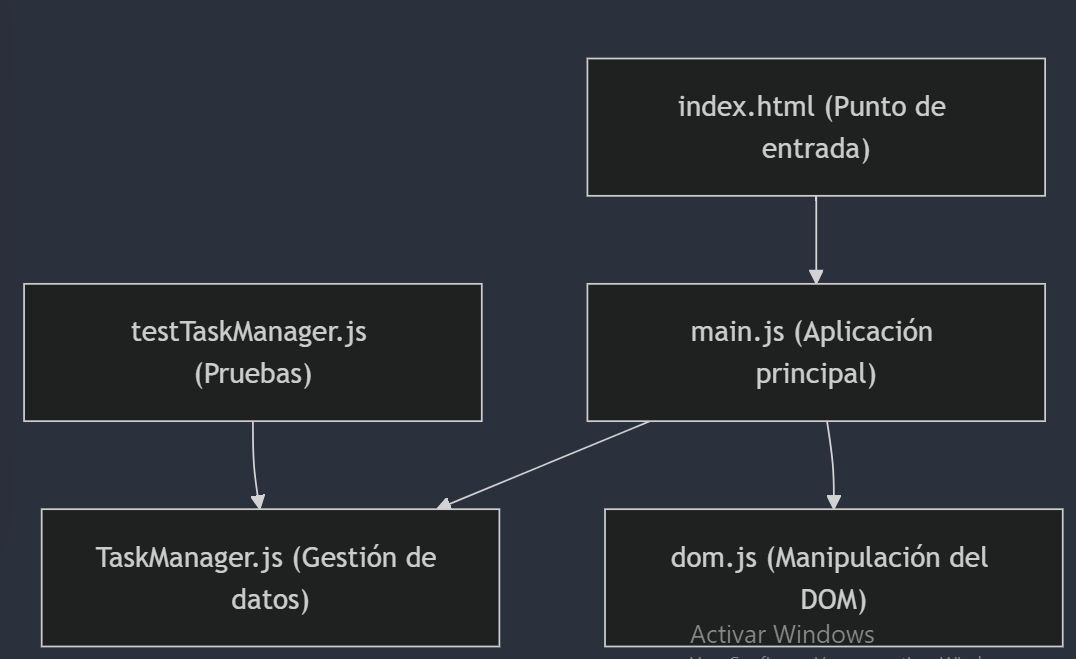 index.html (Punto de
entrada)
testTaskManager.js
(Pruebas)
main.js (Aplicación
principal)
TaskManager.js (Gestión de
datos)
dom.js (Manipulación del
DOM)
Activar Windows